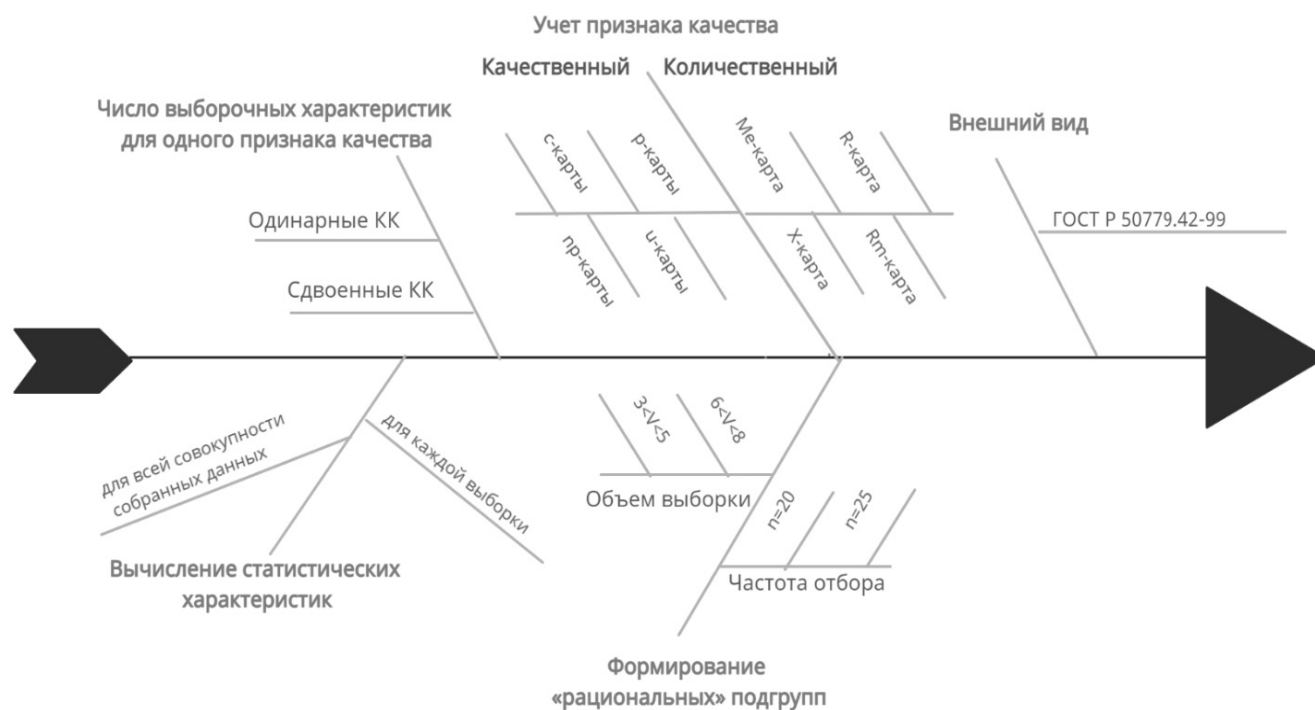 Учет признака качества
Качественный
Количественный
Число выборочных характеристик
для одного признака качества
Внешний вид
с-карты
р-карты
Ме-карта
R-карта
Одинарные КК
ГОСТ Р 50779.42-99
пр-карты
u-карты
X-карта
Rm-карта
Сдвоенные КК
для всей совокупности
собранных данных
для каждой выборки
3<V<5
6<V<8
Объем выборки
n=20
n=25
Вычисление статистических
характеристик
Частота отбора
Формирование
«рациональных» подгрупп